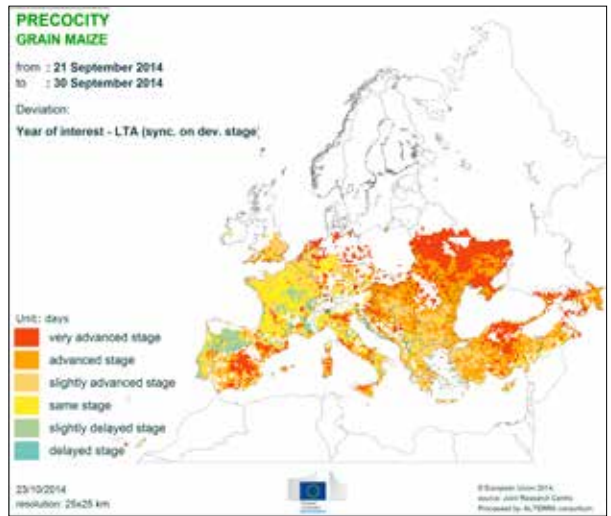 PRECOCITY
GRAIN MAIZE
from : 21 September 2014
to : 30 September 2014
Deviation:
Year of interest - LTA (sync. on dev. stage
Unit: days
very advanced stage
advanced stage
slightly advanced stage
same stage
slightly delayed stage
delayed stage
23/10/2014
resolution: 25x25 km
© European Union 2014
source: Joint Research Centre
Processed by ALTERRA consortium